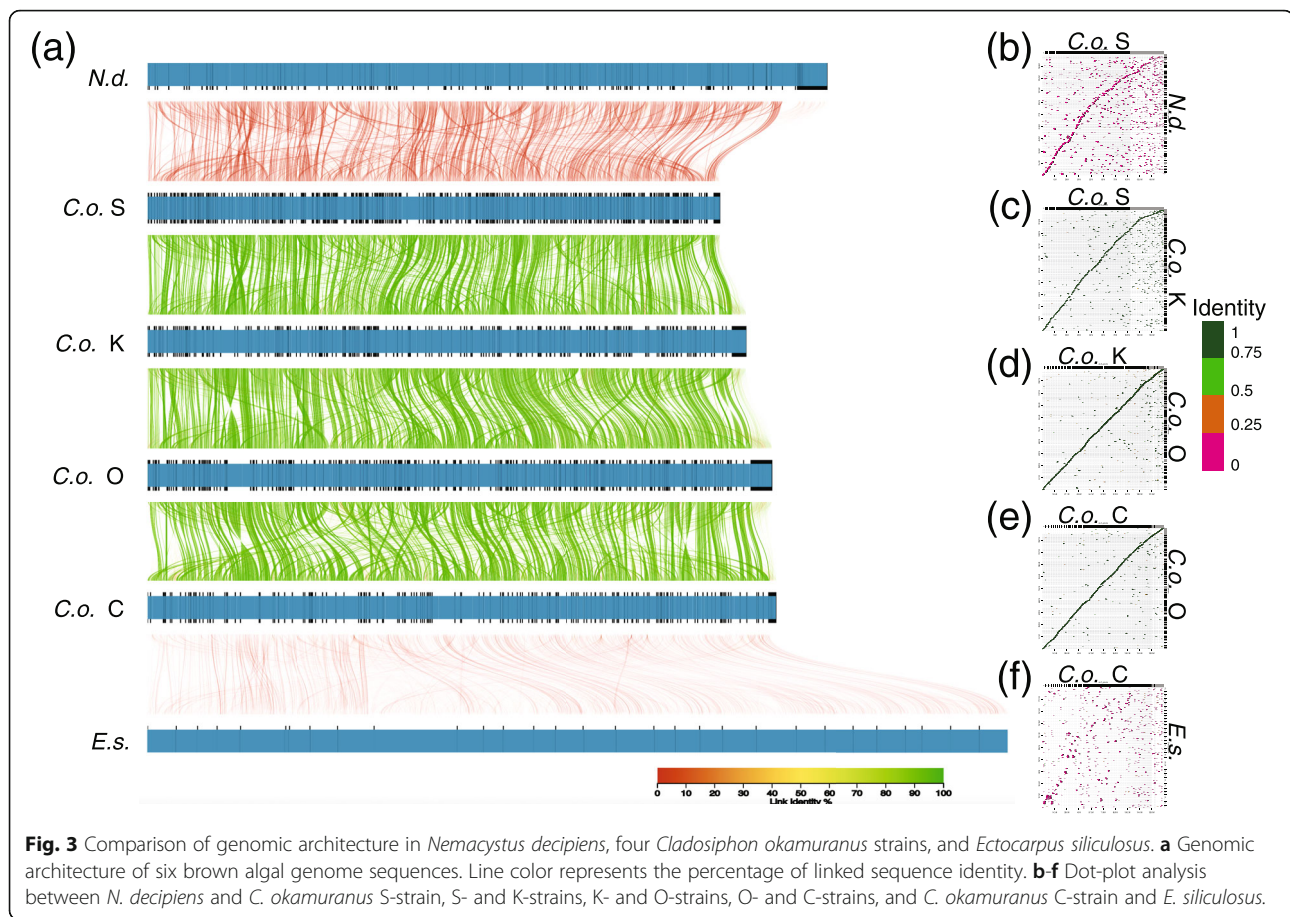 (a)
N.d.
C.o. S
C.o. K
C.o. O
C.o. C
E.s.
0 10 20 30 40 50 60 70 80 90 100
Link Identity %
(b)
C.o. S
N.d.
(c)
C.o. S
C.o. K
(d)
C.o. K
C.o. O
(e)
C.o. C
C.o. O
(f)
C.o. C
E.s.
Identity
1
0.75
0.5
0.25
0
Fig. 3 Comparison of genomic architecture in Nemacystus decipiens, four Cladosiphon okamuranus strains, and Ectocarpus siliculosus. a Genomic
architecture of six brown algal genome sequences. Line color represents the percentage of linked sequence identity. b-f Dot-plot analysis
between N. decipiens and C. okamuranus S-strain, S- and K-strains, K- and O-strains, O- and C-strains, and C. okamuranus C-strain and E. siliculosus.